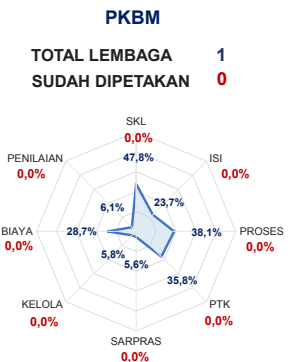 PKBM
TOTAL LEMBAGA 1
SUDAH DIPETAKAN 0
SKL
0,0%
47,8%
PENILAIAN
0,0%
ISI
0,0%
6,1%
23,7%
BIAYA
0,0%
28,7%
38,1%
PROSES
0,0%
5,8%
5,6%
35,8%
KELOLA
0,0%
PTK
0,0%
SARPRAS
0,0%